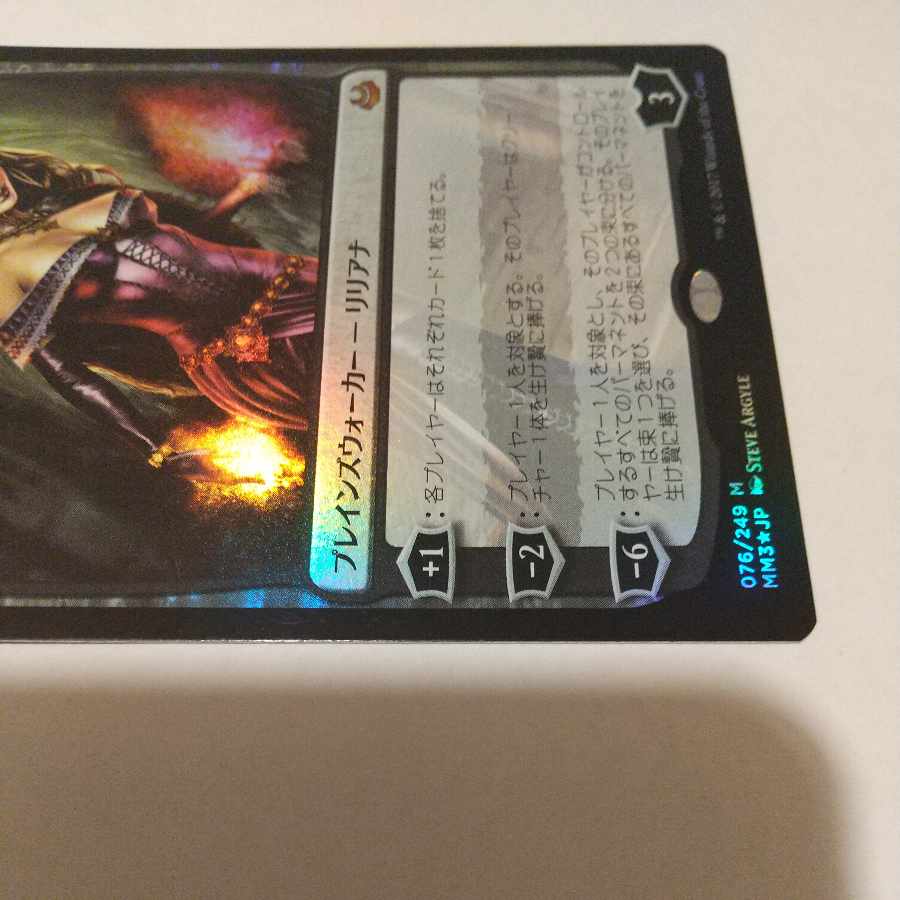 プレインズウォーカー ― リリアナ
+1
：各プレイヤーはそれぞれカード１枚を捨てる。
-2
：プレイヤー１人を対象とする。そのプレイヤーはクリー
チャー１体を生け贄に捧げる。
-6
：プレイヤー１人を対象とし、そのプレイヤーがコントロール
するすべてのパーマネントを２つの束に分ける。そのプレイ
ヤーは束１つを選び、その束にあるすべてのパーマネントを
生け贄に捧げる。
3
076/249 M
MM3★JP STEVE ARGYLE
™ & © 2017 Wizards of the Coast